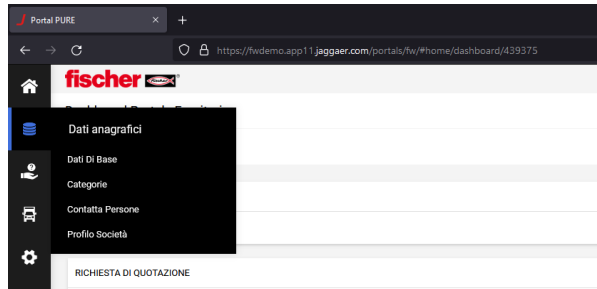 Portal PURE
https://fwdemo.app11.jaggaer.com/portals/fw/#home/dashboard/439375
fischer
Dati anagrafici
Dati Di Base
Categorie
Contatta Persone
Profilo Società
RICHIESTA DI QUOTAZIONE